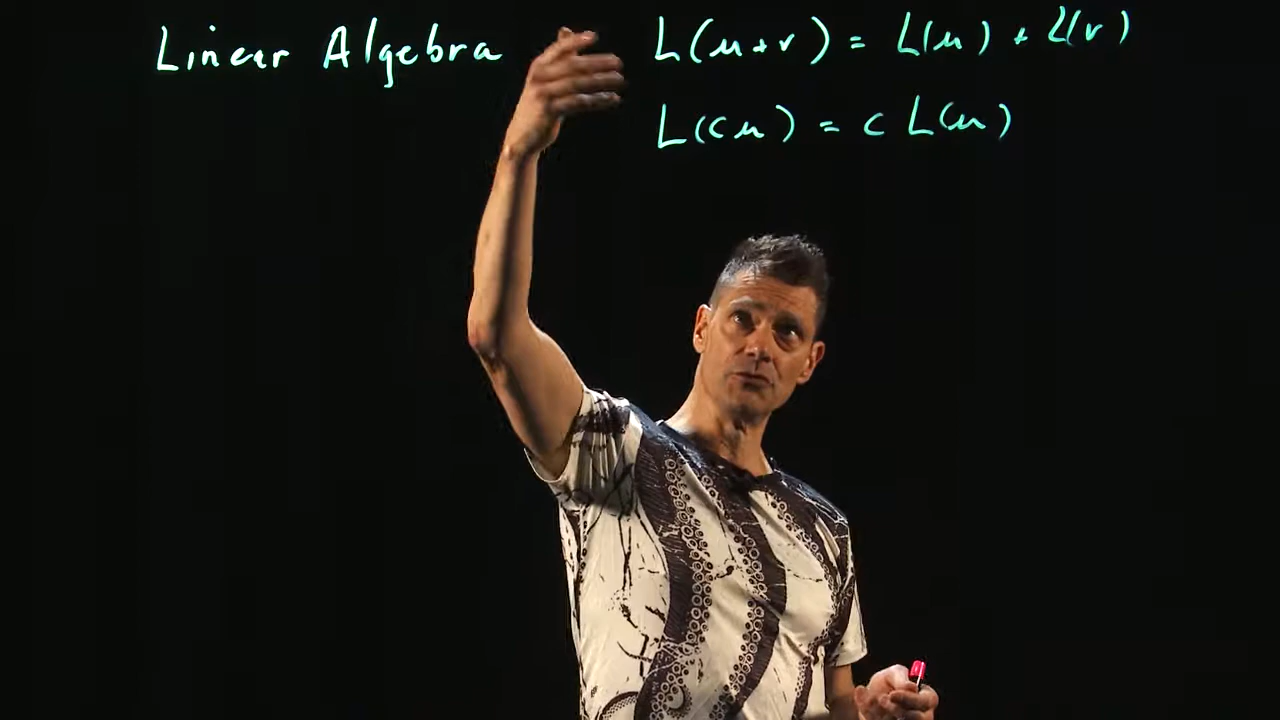 Linear Algebra
L(u+v) = L(u) + L(v)
L(cu) = c L(u)